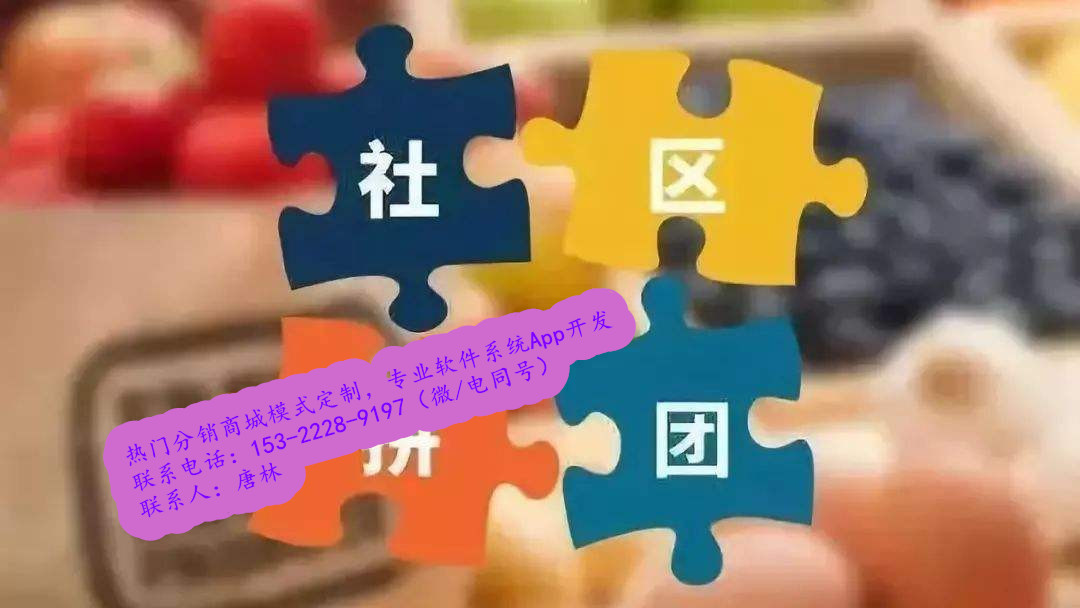 社 区
拼 团
热门分销商城模式定制，专业软件系统App开发
联系电话：153-2228-9197（微/电同号）
联系人：唐林